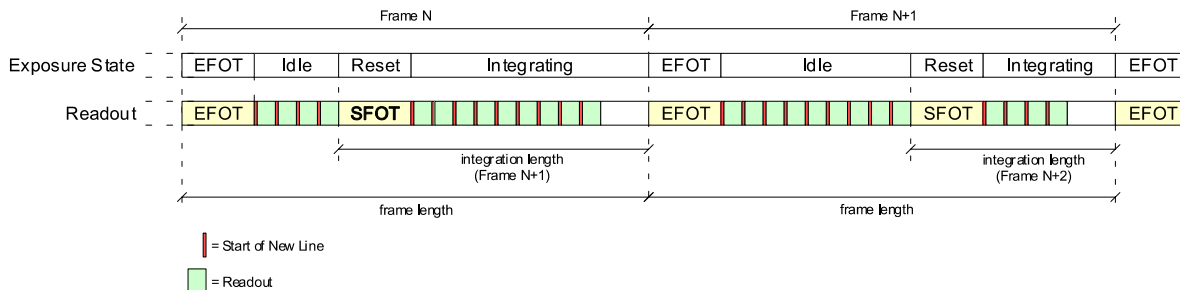 Frame N
Frame N+1
Exposure State
EFOT
Idle
Reset
Integrating
EFOT
Idle
Reset
Integrating
EFOT
Readout
EFOT
SFOT
EFOT
SFOT
EFOT
integration length
(Frame N+1)
integration length
(Frame N+2)
frame length
frame length
= Start of New Line
= Readout